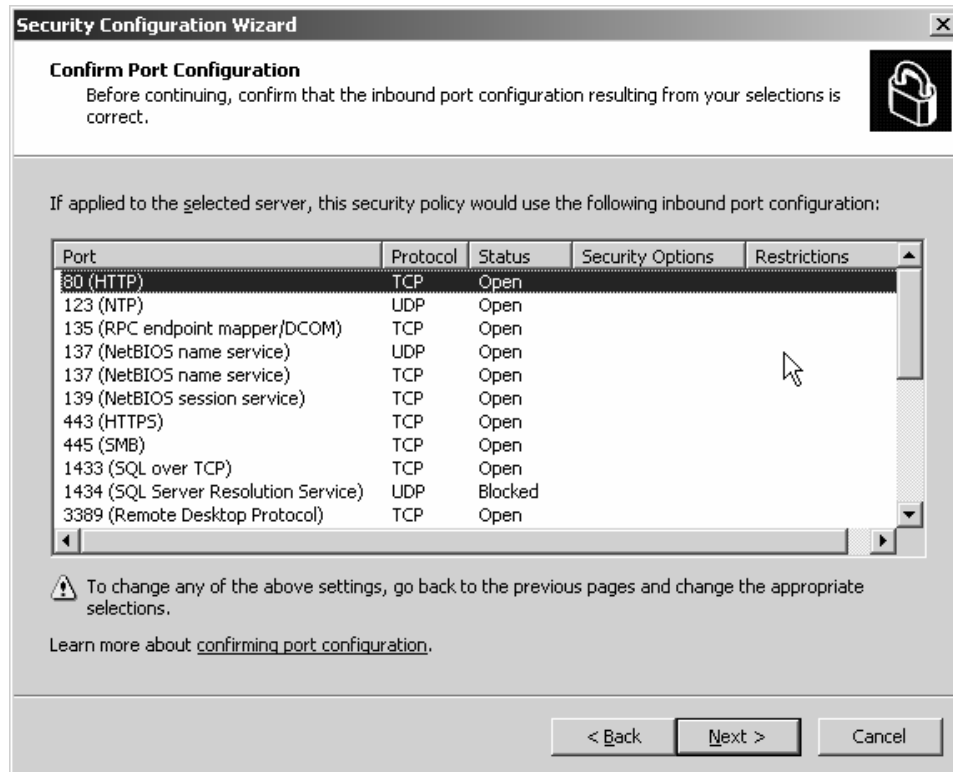 Security Configuration Wizard
Confirm Port Configuration
Before continuing, confirm that the inbound port configuration resulting from your selections is
correct.
If applied to the selected server, this security policy would use the following inbound port configuration:
Port Protocol Status Security Options Restrictions
80 (HTTP) TCP Open
123 (NTP) UDP Open
135 (RPC endpoint mapper/DCOM) TCP Open
137 (NetBIOS name service) UDP Open
137 (NetBIOS name service) TCP Open
139 (NetBIOS session service) TCP Open
443 (HTTPS) TCP Open
445 (SMB) TCP Open
1433 (SQL over TCP) TCP Open
1434 (SQL Server Resolution Service) UDP Blocked
3389 (Remote Desktop Protocol) TCP Open
To change any of the above settings, go back to the previous pages and change the appropriate
selections.
Learn more about confirming port configuration.
< Back Next > Cancel